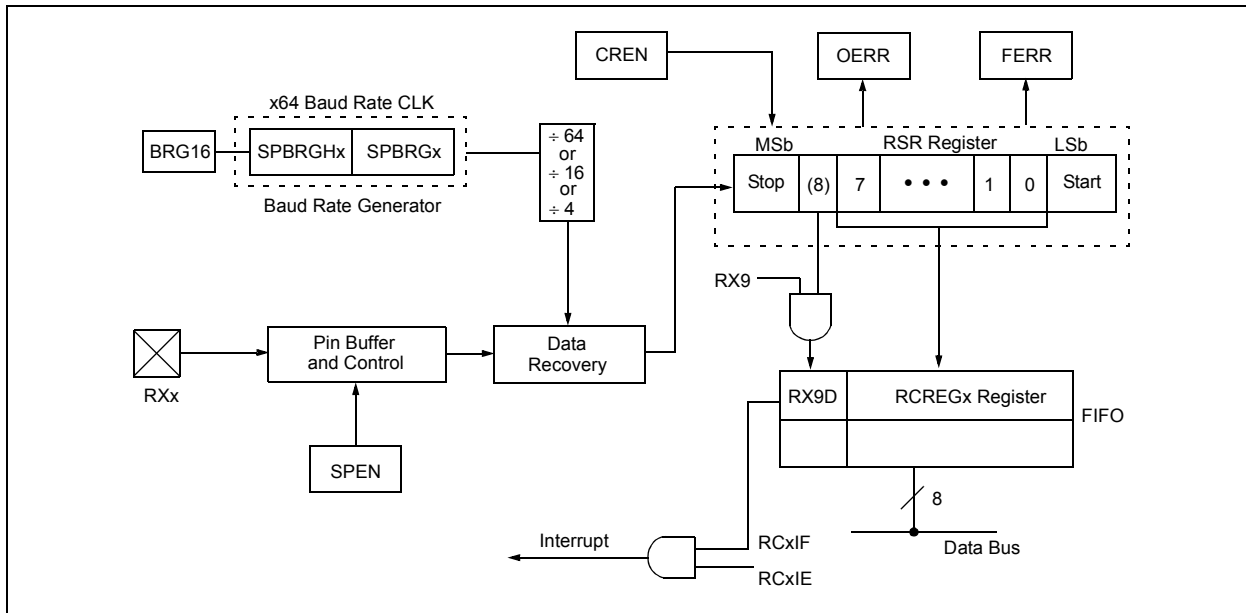 CREN
OERR
FERR
x64 Baud Rate CLK
BRG16
SPBRGHx
SPBRGx
Baud Rate Generator
÷ 64
or
÷ 16
or
÷ 4
MSb
RSR Register
LSb
Stop
(8)
7
• • •
1
0
Start
RX9
RXx
Pin Buffer
and Control
Data
Recovery
SPEN
RX9D
RCREGx Register
FIFO
8
Data Bus
Interrupt
RCxIF
RCxIE